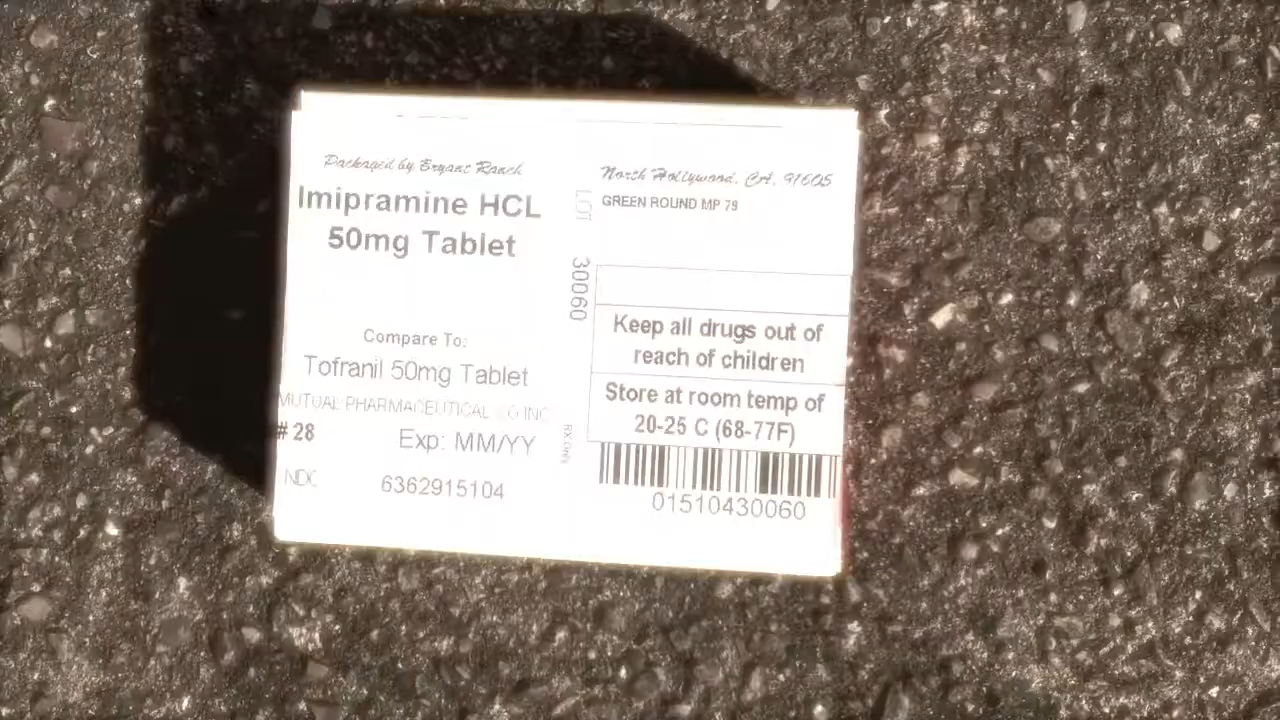 Packaged by Bryant Ranch
Imipramine HCL
50mg Tablet
Compare To:
Tofranil 50mg Tablet
MUTUAL PHARMACEUTICAL CO INC
# 28
Exp: MM/YY
NDC
6362915104
LOT 30060
RX Only
North Hollywood, CA, 91605
GREEN ROUND MP 79
Keep all drugs out of
reach of children
Store at room temp of
20-25 C (68-77F)
01510430060